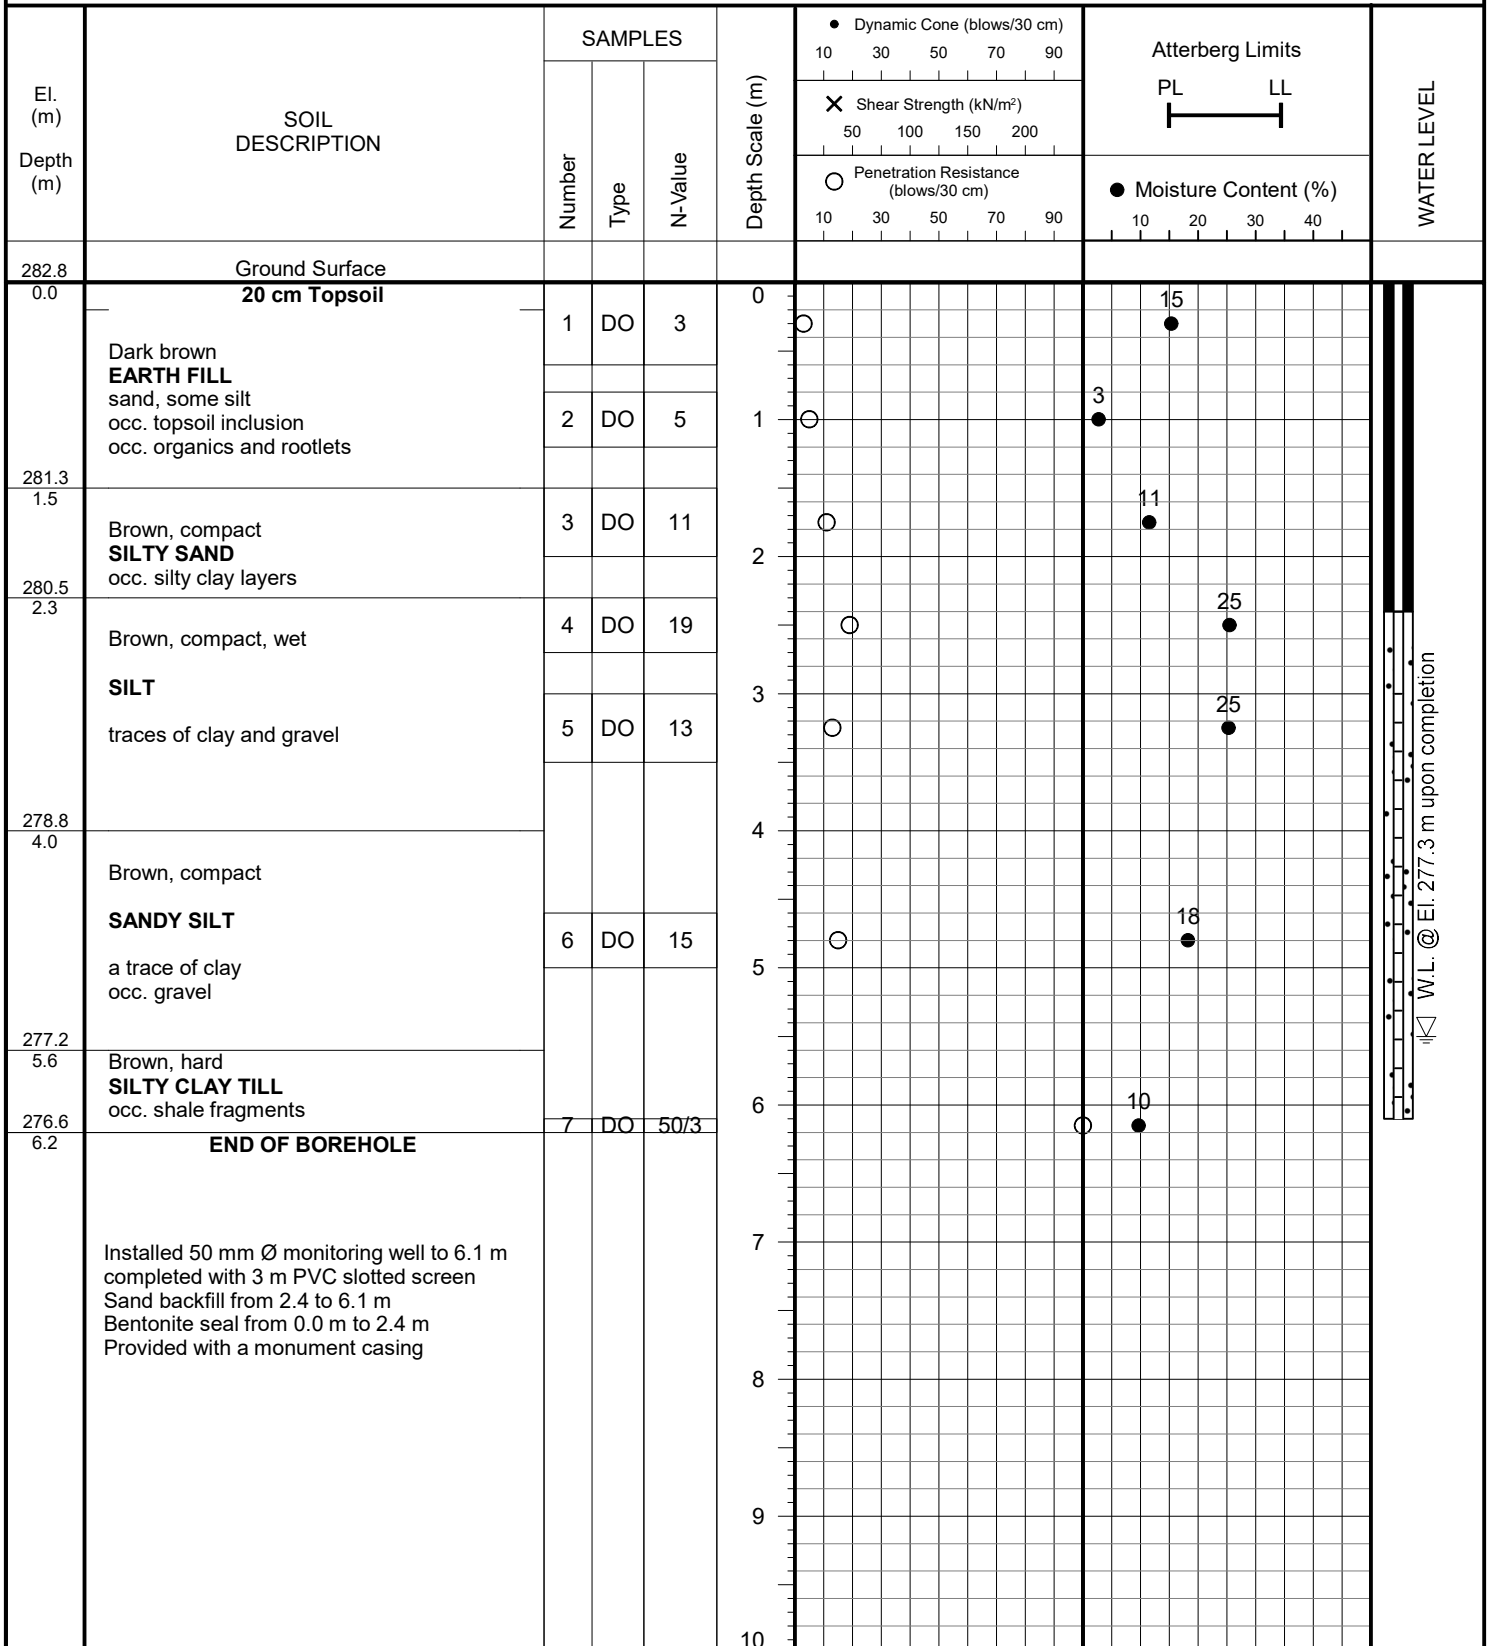 El.
(m)
Depth
(m)
SOIL
DESCRIPTION
SAMPLES
Number
Type
N-Value
Depth Scale (m)
Dynamic Cone (blows/30 cm)
10 30 50 70 90
Shear Strength (kN/m²)
50 100 150 200
Penetration Resistance
(blows/30 cm)
10 30 50 70 90
Atterberg Limits
PL LL
Moisture Content (%)
10 20 30 40
WATER LEVEL
282.8 Ground Surface
0.0 20 cm Topsoil 0
1 DO 3 15
Dark brown
EARTH FILL
sand, some silt
occ. topsoil inclusion
occ. organics and rootlets
2 DO 5 1 3
281.3
1.5
Brown, compact
SILTY SAND
occ. silty clay layers
3 DO 11 11
2
280.5
2.3
Brown, compact, wet
SILT
traces of clay and gravel
4 DO 19 25
3
5 DO 13 25
278.8
4.0 4
Brown, compact
SANDY SILT
a trace of clay
occ. gravel
6 DO 15 18
5
W.L. @ El. 277.3 m upon completion
277.2
5.6
Brown, hard
SILTY CLAY TILL
occ. shale fragments
6
276.6 7 DO 50/3 10
6.2 END OF BOREHOLE
Installed 50 mm Ø monitoring well to 6.1 m
completed with 3 m PVC slotted screen
Sand backfill from 2.4 to 6.1 m
Bentonite seal from 0.0 m to 2.4 m
Provided with a monument casing
7
8
9
10